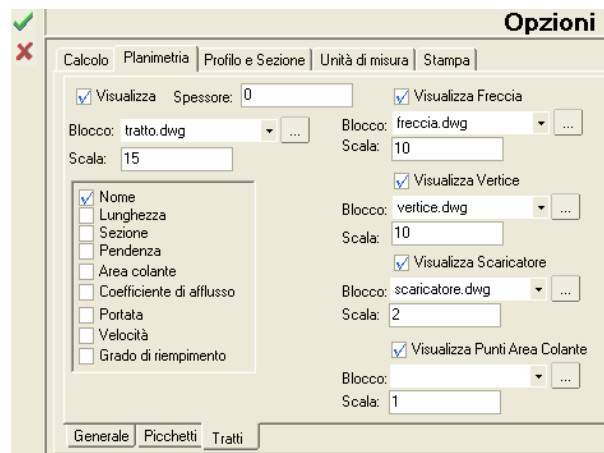 Opzioni
Calcolo Planimetria Profilo e Sezione Unità di misura Stampa
Visualizza Spessore: 0
Blocco: tratto.dwg ...
Scala: 15
Nome
Lunghezza
Sezione
Pendenza
Area colante
Coefficiente di afflusso
Portata
Velocità
Grado di riempimento
Visualizza Freccia
Blocco: freccia.dwg ...
Scala: 10
Visualizza Vertice
Blocco: vertice.dwg ...
Scala: 10
Visualizza Scaricatore
Blocco: scaricatore.dwg ...
Scala: 2
Visualizza Punti Area Colante
Blocco: ...
Scala: 1
Generale Picchetti Tratti